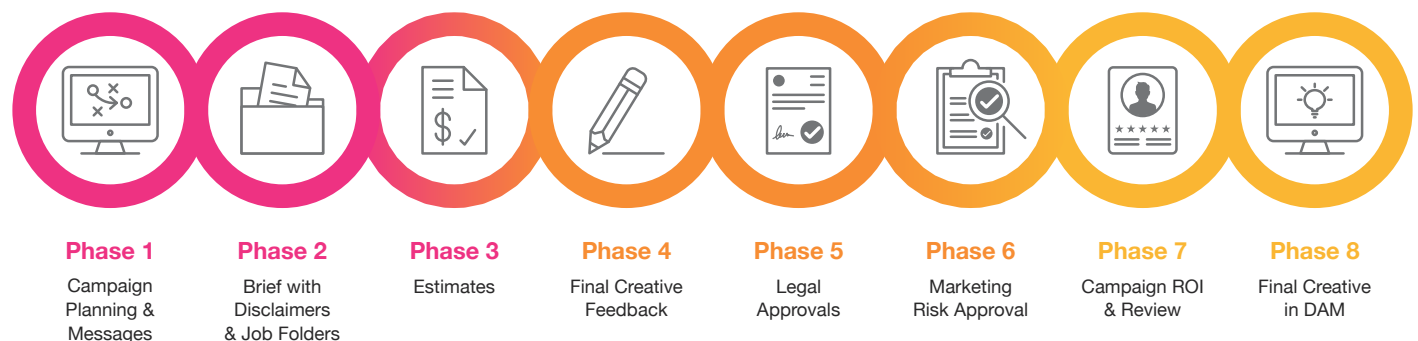 Phase 1
Campaign
Planning &
Messages
Phase 2
Brief with
Disclaimers
& Job Folders
Phase 3
Estimates
Phase 4
Final Creative
Feedback
Phase 5
Legal
Approvals
Phase 6
Marketing
Risk Approval
Phase 7
Campaign ROI
& Review
Phase 8
Final Creative
in DAM